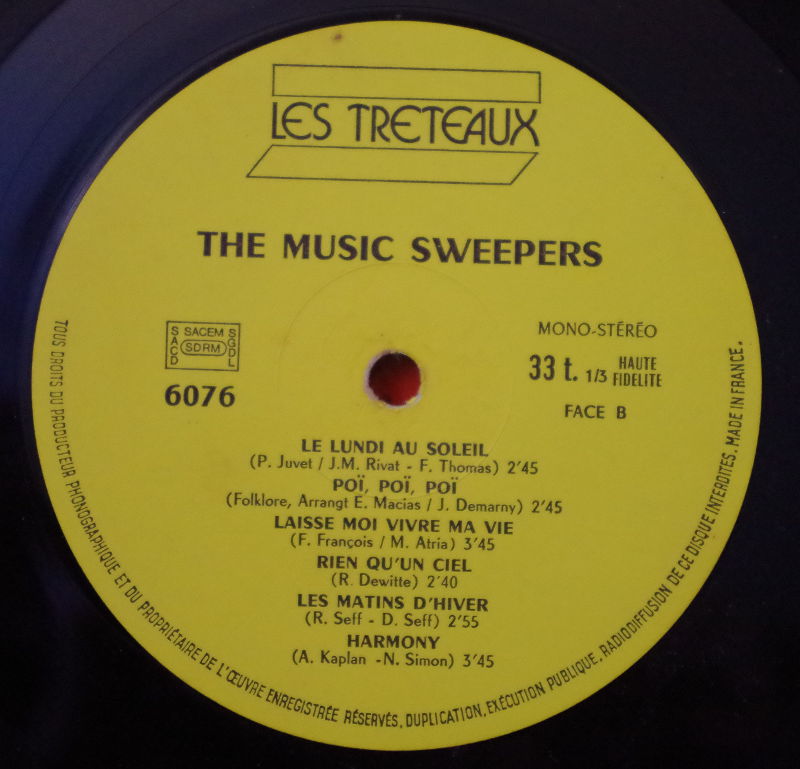 LES TRETEAUX
THE MUSIC SWEEPERS
SACEM
SACD
SDRM
SGDL
6076
MONO-STÉRÉO
33 t. 1/3 HAUTE FIDELITE
FACE B
LE LUNDI AU SOLEIL
(P. Juvet / J.M. Rivat - F. Thomas) 2'45
POÏ, POÏ, POÏ
(Folklore, Arrangt E. Macias / J. Demarny) 2'45
LAISSE MOI VIVRE MA VIE
(F. François / M. Atria) 3'45
RIEN QU'UN CIEL
(R. Dewitte) 2'40
LES MATINS D'HIVER
(R. Seff - D. Seff) 2'55
HARMONY
(A. Kaplan -N. Simon) 3'45
TOUS DROITS DU PRODUCTEUR PHONOGRAPHIQUE ET DU PROPRIÉTAIRE DE L'ŒUVRE ENREGISTRÉE RÉSERVÉS, DUPLICATION, EXÉCUTION PUBLIQUE, RADIODIFFUSION DE CE DISQUE INTERDITES. MADE IN FRANCE.